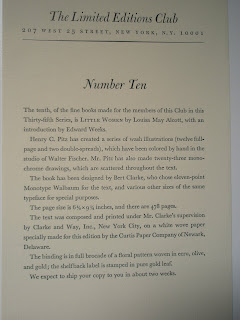 The Limited Editions Club
207 WEST 25 STREET, NEW YORK, N.Y. 10001
Number Ten
The tenth, of the fine books made for the members of this Club in this
Thirty-fifth Series, is LITTLE WOMEN by Louisa May Alcott, with an
introduction by Edward Weeks.
Henry C. Pitz has created a series of wash illustrations (twelve full-
page and two double-spreads), which have been colored by hand in the
studio of Walter Fischer. Mr. Pitz has also made twenty-three mono-
chrome drawings, which are scattered throughout the text.
The book has been designed by Bert Clarke, who chose eleven-point
Monotype Walbaum for the text, and various other sizes of the same
typeface for special purposes.
The page size is 6⅜ x 9⅝ inches, and there are 478 pages.
The text was composed and printed under Mr. Clarke's supervision
by Clarke and Way, Inc., New York City, on a white wove paper
specially made for this edition by the Curtis Paper Company of Newark,
Delaware.
The binding is in full brocade of a floral pattern woven in rose, olive,
and gold; the shelfback label is stamped in pure gold leaf.
We expect to ship your copy to you in about two weeks.